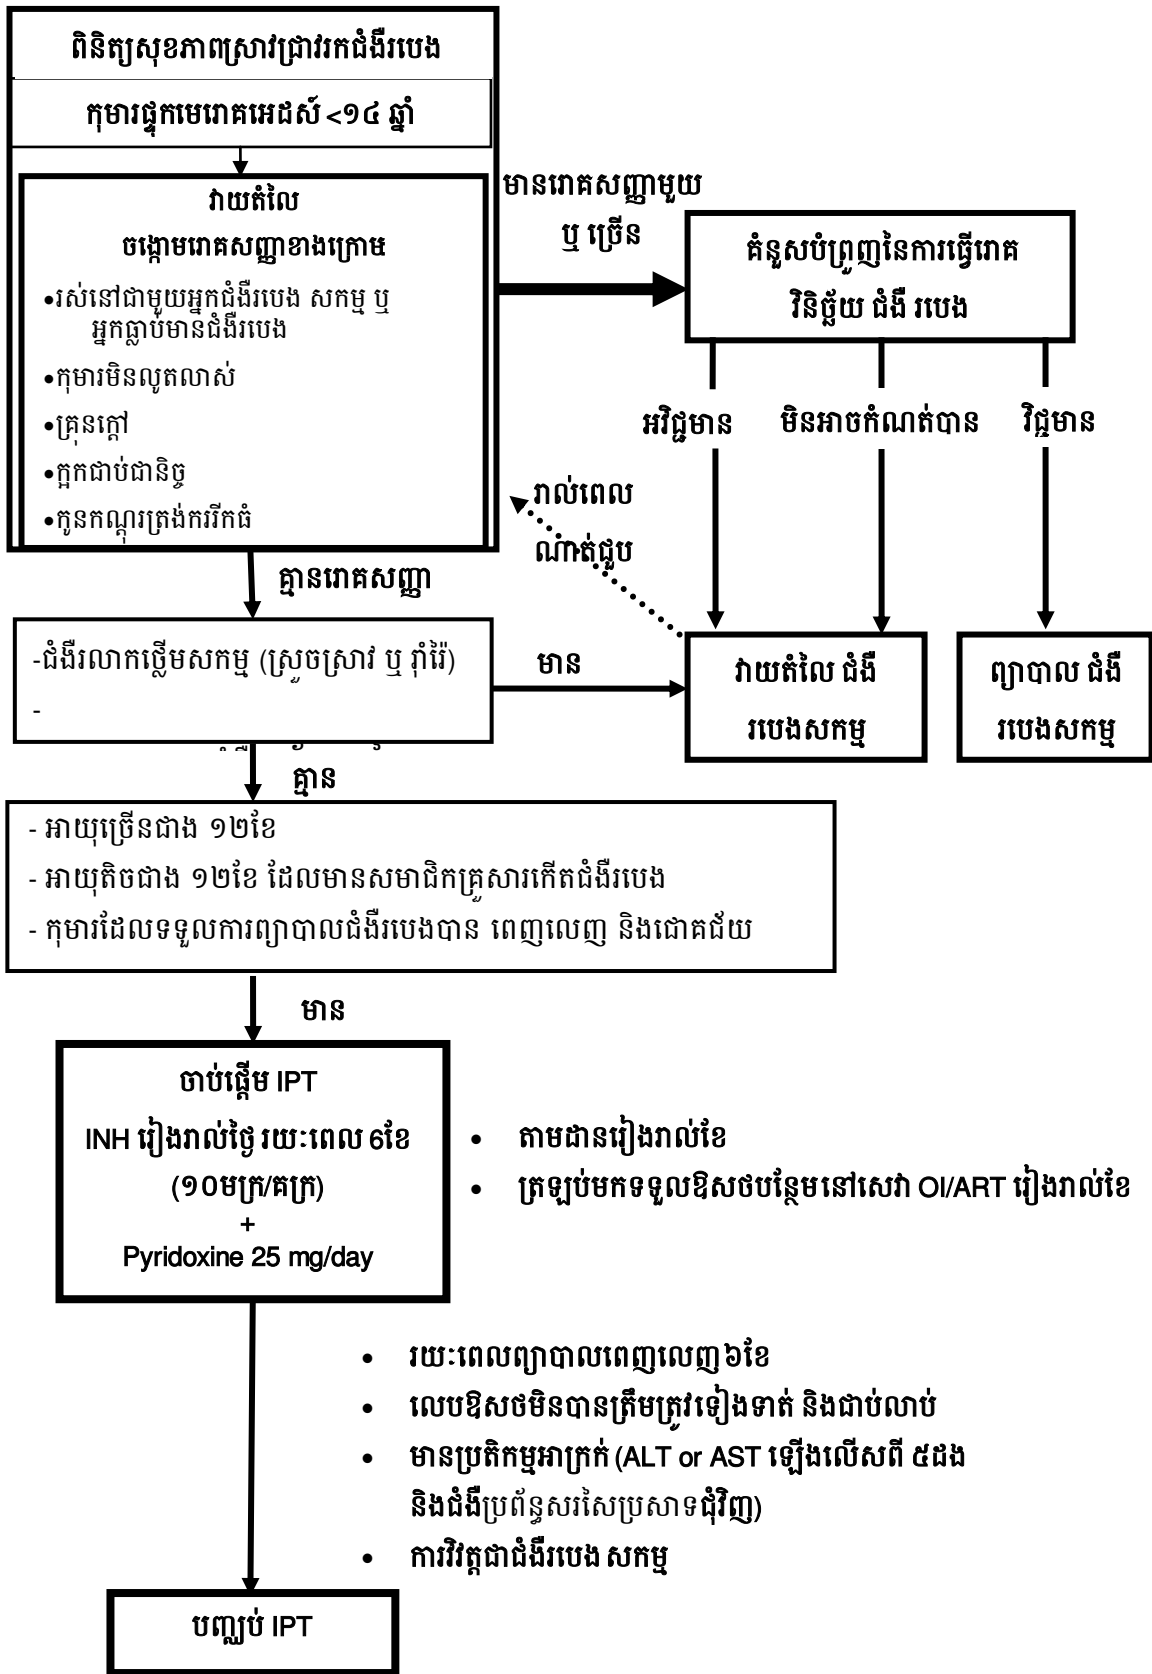 ពិនិត្យសុខភាពស្រាវជ្រាវរកជំងឺរបេង
កុមារផ្ទុកមេរោគអេដស៍ <១៤ ឆ្នាំ
វាយតំលៃ
ចង្កោមរោគសញ្ញាខាងក្រោម៖
•រស់នៅជាមួយអ្នកជំងឺរបេង សកម្ម ឬ
អ្នកធ្លាប់មានជំងឺរបេង
•កុមារមិនលូតលាស់
•គ្រុនក្តៅ
•ក្អកជាប់ជានិច្ច
•កូនកណ្តុរត្រង់ករីកធំ
មានរោគសញ្ញាមួយ
ឬ ច្រើន
គំនួសបំព្រួញនៃការធ្វើរោគ
វិនិច្ឆ័យ ជំងឺ របេង
អវិជ្ជមាន
មិនអាចកំណត់បាន
វិជ្ជមាន
រាល់ពេល
ណាត់ជួប
គ្មានរោគសញ្ញា
-ជំងឺរលាកថ្លើមសកម្ម (ស្រួចស្រាវ ឬ រ៉ាំរ៉ៃ)
-
មាន
វាយតំលៃ ជំងឺ
របេងសកម្ម
ព្យាបាល ជំងឺ
របេងសកម្ម
គ្មាន
- អាយុច្រើនជាង ១២ខែ
- អាយុតិចជាង ១២ខែ ដែលមានសមាជិកគ្រួសារកើតជំងឺរបេង
- កុមារដែលទទួលការព្យាបាលជំងឺរបេងបាន ពេញលេញ និងជោគជ័យ
មាន
ចាប់ផ្តើម IPT
INH រៀងរាល់ថ្ងៃ រយៈពេល 6ខែ
(១០មក្រ/គក្រ)
+
Pyridoxine 25 mg/day
• តាមដានរៀងរាល់ខែ
• ត្រឡប់មកទទួលឱសថបន្ថែមនៅសេវា OI/ART រៀងរាល់ខែ
• រយៈពេលព្យាបាលពេញលេញ៦ខែ
• លេបឱសថមិនបានត្រឹមត្រូវទៀងទាត់ និងជាប់លាប់
• មានប្រតិកម្មអាក្រក់ (ALT or AST ឡើងលើសពី ៥ដង
និងជំងឺប្រព័ន្ធសរសៃប្រសាទជុំវិញ)
• ការវិវត្តជាជំងឺរបេង សកម្ម
បញ្ឈប់ IPT